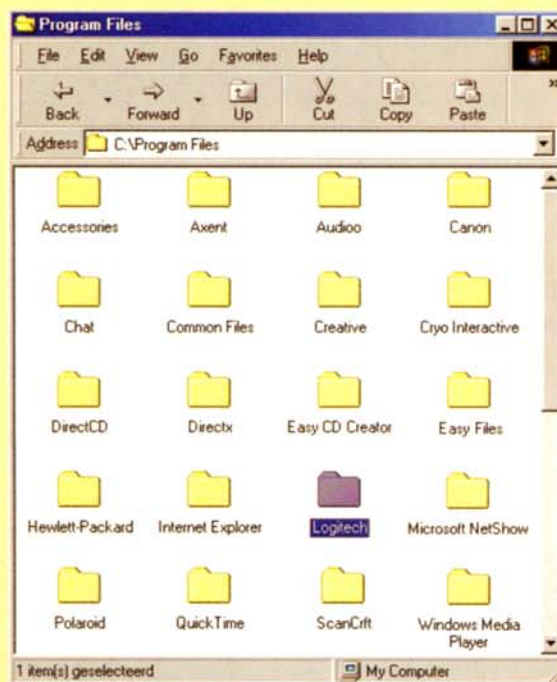 Program Files
File Edit View Go Favorites Help
Back Forward Up Cut Copy Paste »
Address C:\Program Files
Accessories Axent Audioo Canon
Chat Common Files Creative Cryo Interactive
DirectCD Directx Easy CD Creator Easy Files
Hewlett-Packard Internet Explorer Logitech Microsoft NetShow
Polaroid QuickTime ScanCrft Windows Media
Player
1 item(s) geselecteerd My Computer